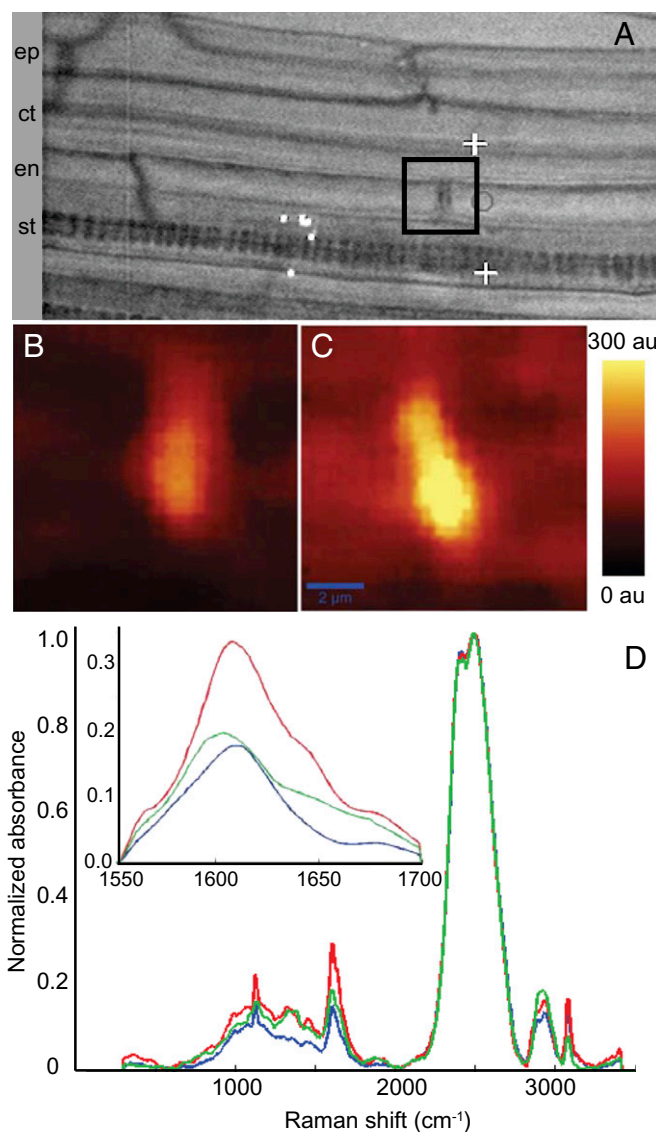 A
ep
ct
en
st
B
C
300 au
0 au
2 µm
D
1.0
0.8
0.6
0.4
0.2
0
0.3
0.2
0.1
0.0
1550
1600
1650
1700
1000
2000
3000
Normalized absorbance
Raman shift (cm⁻¹)